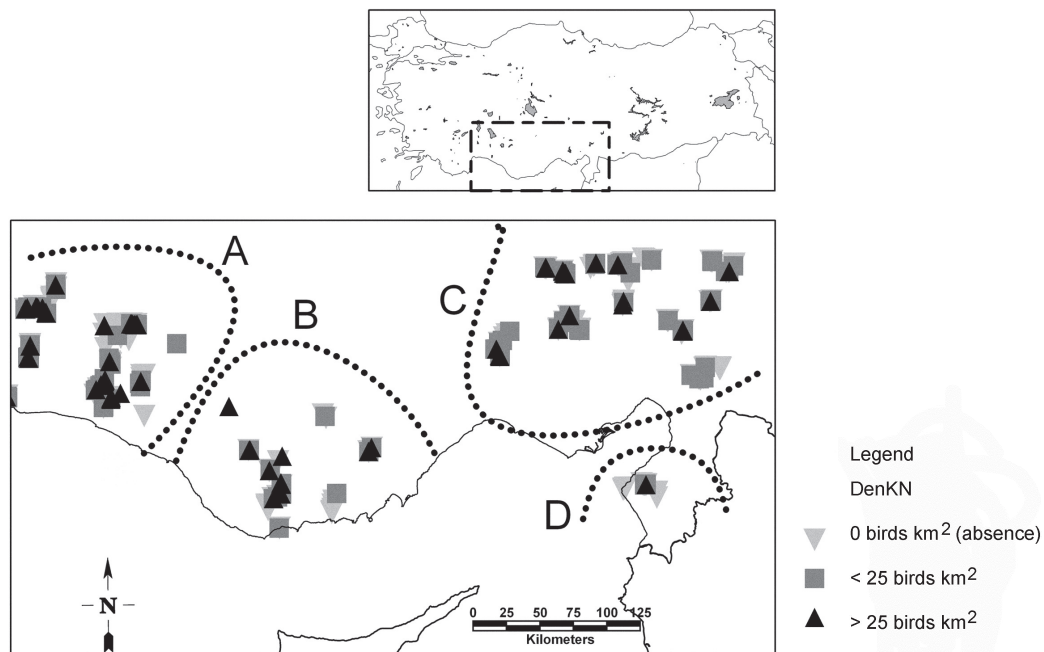 A
B
C
D
N
0 25 50 75 100 125
Kilometers
Legend
DenKN
0 birds km2 (absence)
< 25 birds km2
> 25 birds km2